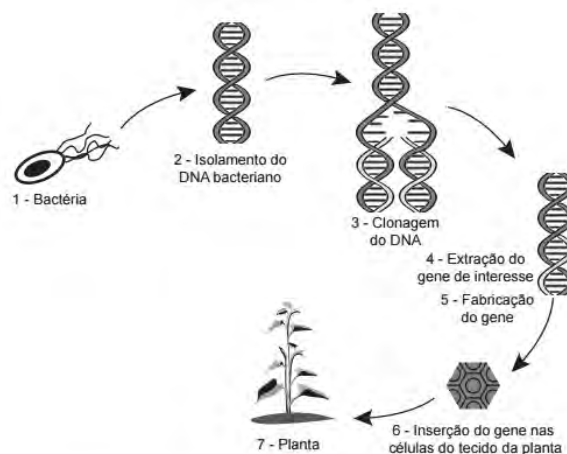 1 - Bactéria
2 - Isolamento do
DNA bacteriano
3 - Clonagem
do DNA
4 - Extração do
gene de interesse
5 - Fabricação
do gene
6 - Inserção do gene nas
células do tecido da planta
7 - Planta